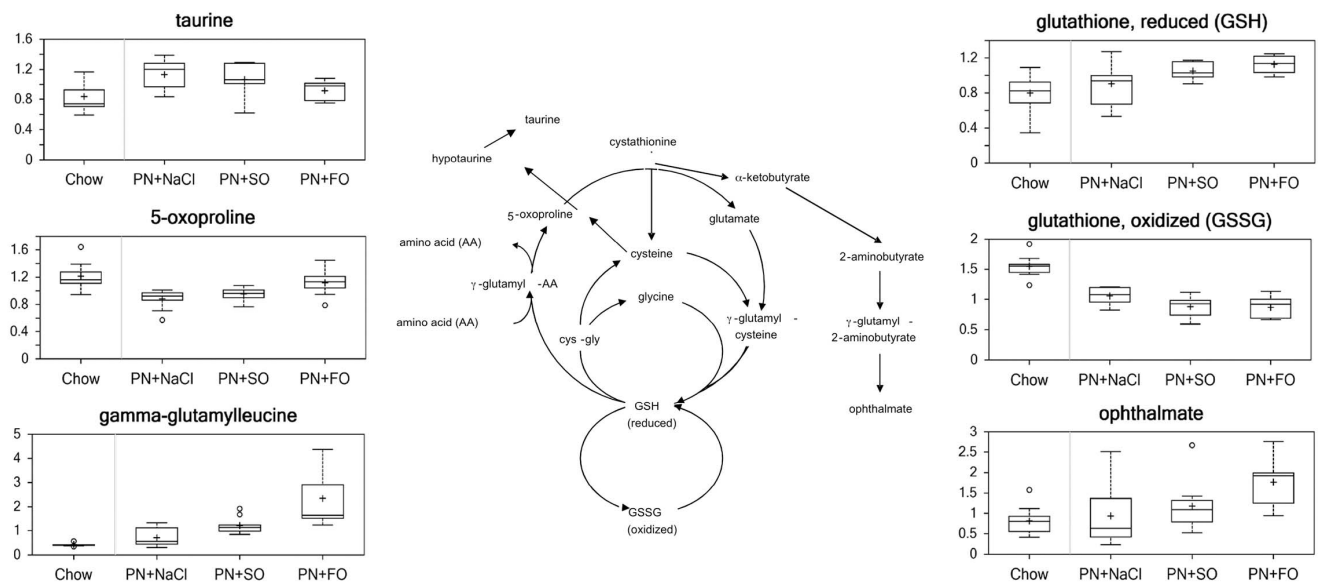 taurine
1.6
1.2
0.8
0.4
0
Chow
PN+NaCl
PN+SO
PN+FO
5-oxoproline
1.6
1.2
0.8
0.4
0
Chow
PN+NaCl
PN+SO
PN+FO
gamma-glutamylleucine
5
4
3
2
1
0
Chow
PN+NaCl
PN+SO
PN+FO
taurine
hypotaurine
cystathionine
α-ketobutyrate
5-oxoproline
glutamate
amino acid (AA)
cysteine
2-aminobutyrate
γ-glutamyl -AA
glycine
amino acid (AA)
γ-glutamyl -
cysteine
γ-glutamyl -
2-aminobutyrate
cys -gly
GSH
(reduced)
ophthalmate
GSSG
(oxidized)
glutathione, reduced (GSH)
1.2
0.8
0.4
0
Chow
PN+NaCl
PN+SO
PN+FO
glutathione, oxidized (GSSG)
2
1.5
1
0.5
0
Chow
PN+NaCl
PN+SO
PN+FO
ophthalmate
3
2.5
2
1.5
1
0.5
0
Chow
PN+NaCl
PN+SO
PN+FO